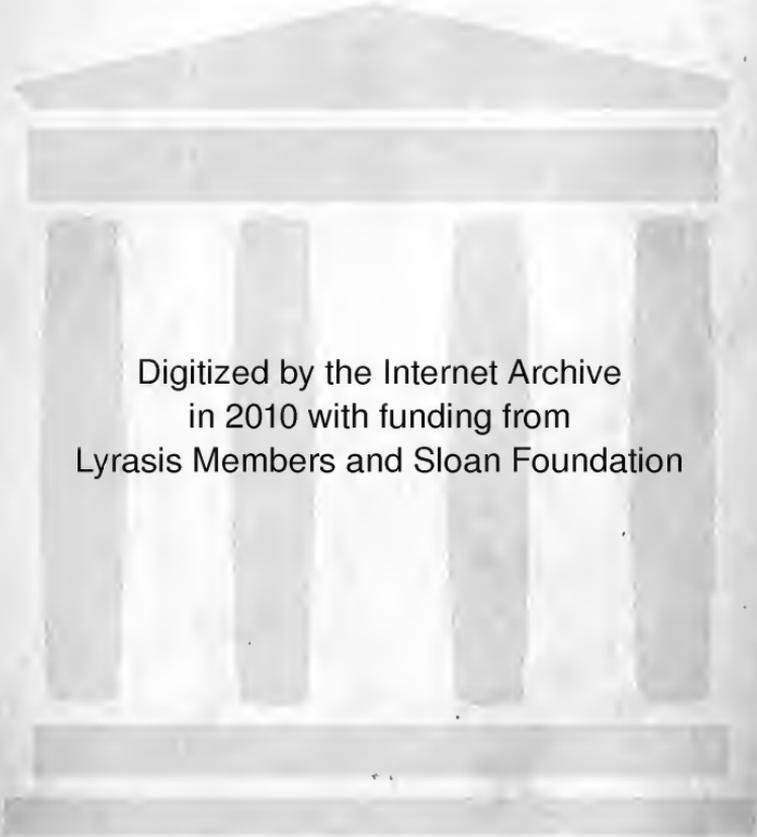 Digitized by the Internet Archive
in 2010 with funding from
Lyrasis Members and Sloan Foundation